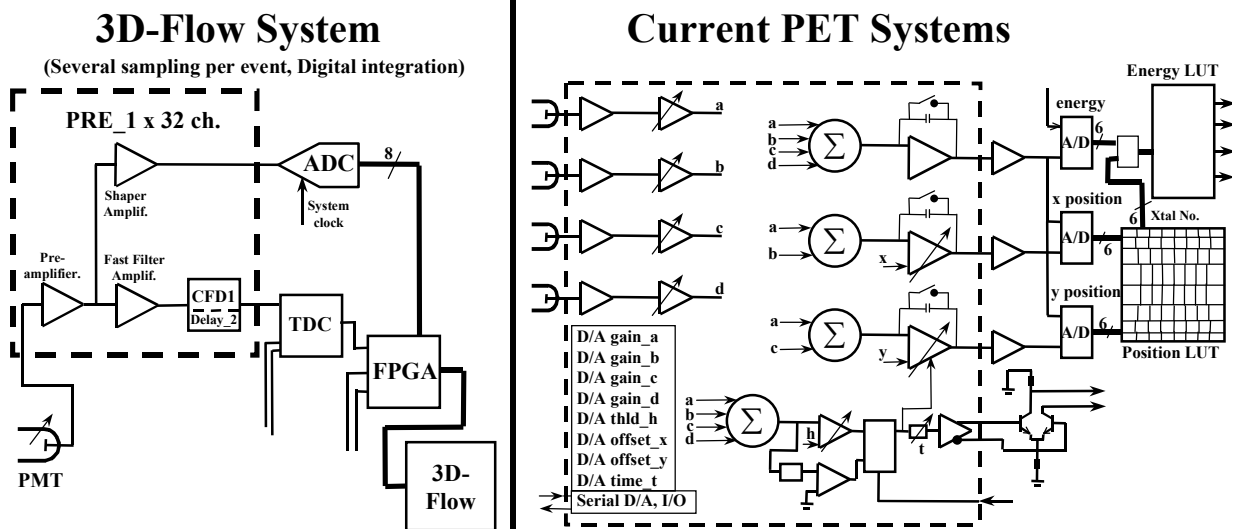 3D-Flow System
(Several sampling per event, Digital integration)
PRE_1 x 32 ch.
Shaper
Amplif.
ADC
8
System
clock
Pre-
amplifier.
Fast Filter
Amplif.
CFD1
Delay_2
TDC
FPGA
PMT
3D-
Flow
Current PET Systems
a
b
c
d
a
b
c
d
Σ
a
b
Σ
x
a
c
Σ
y
a
b
c
d
Σ
h
t
D/A gain_a
D/A gain_b
D/A gain_c
D/A gain_d
D/A thld_h
D/A offset_x
D/A offset_y
D/A time_t
Serial D/A, I/O
energy
A/D
6
Energy LUT
x position
A/D
6
6
Xtal No.
y position
A/D
6
Position LUT